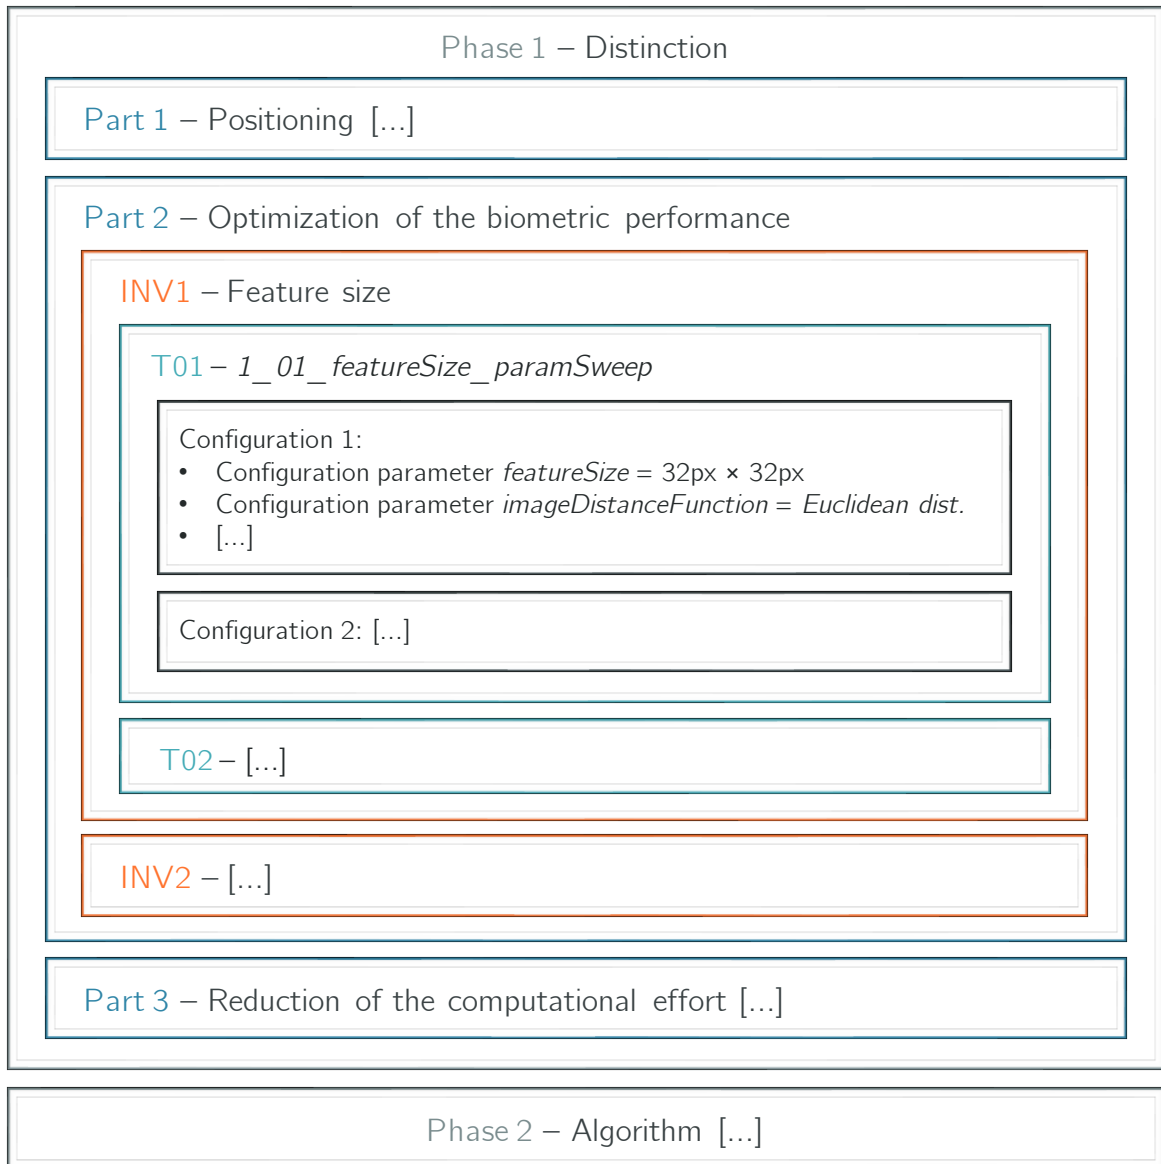 Phase 1 – Distinction
Part 1 – Positioning [...]
Part 2 – Optimization of the biometric performance
INV1 – Feature size
T01 – 1_01_featureSize_paramSweep
Configuration 1:
• Configuration parameter featureSize = 32px × 32px
• Configuration parameter imageDistanceFunction = Euclidean dist.
• [...]
Configuration 2: [...]
T02 – [...]
INV2 – [...]
Part 3 – Reduction of the computational effort [...]
Phase 2 – Algorithm [...]